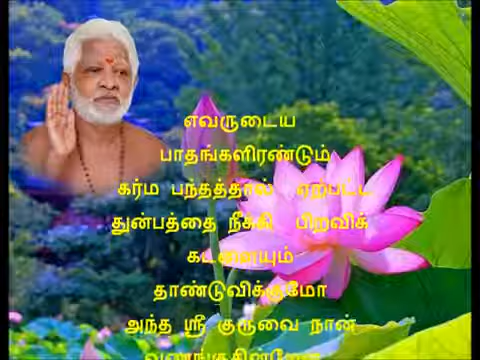 எவருடைய
பாதங்களிரண்டும்
கர்ம பந்தத்தால் ஏற்பட்ட
துன்பத்தை நீக்கி பிறவிக்
கடலையும்
தாண்டுவிக்குமோ
அந்த ஸ்ரீ குருவை நான்